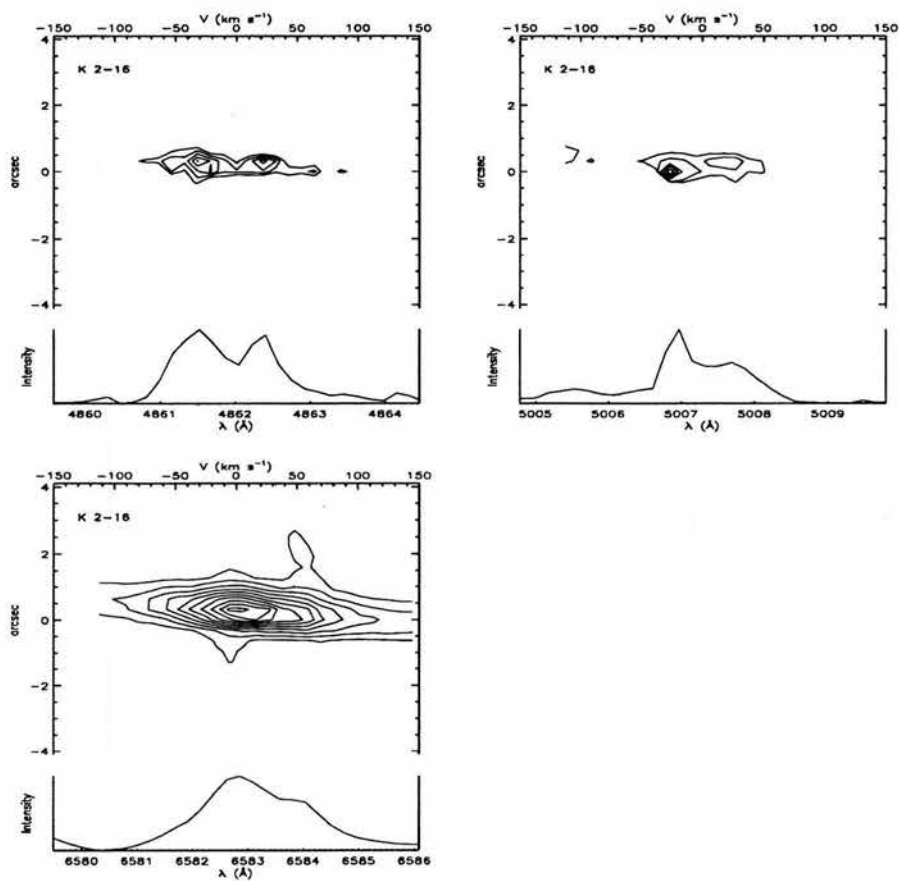 V (km s⁻¹)
-150 -100 -50 0 50 100 150
K 2-16
4
2
0
-2
-4
arcsec
Intensity
4860 4861 4862 4863 4864
λ (Å)
V (km s⁻¹)
-150 -100 -50 0 50 100 150
K 2-16
4
2
0
-2
-4
arcsec
Intensity
5005 5006 5007 5008 5009
λ (Å)
V (km s⁻¹)
-150 -100 -50 0 50 100 150
K 2-16
4
2
0
-2
-4
arcsec
Intensity
6580 6581 6582 6583 6584 6585 6586
λ (Å)